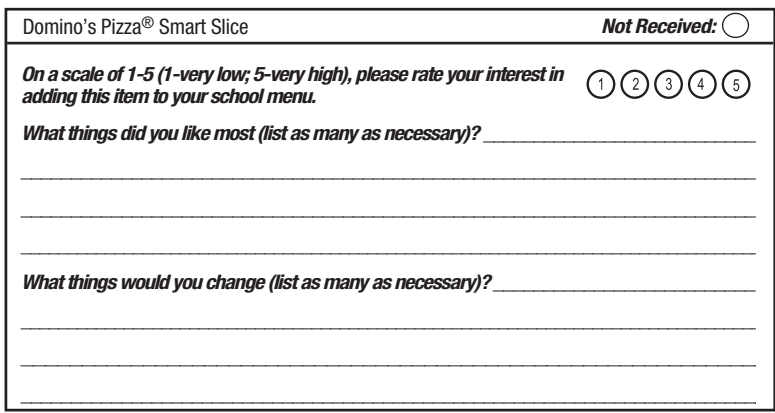 Domino's Pizza® Smart Slice Not Received:
On a scale of 1-5 (1-very low; 5-very high), please rate your interest in
adding this item to your school menu.
1 2 3 4 5
What things did you like most (list as many as necessary)?
What things would you change (list as many as necessary)?